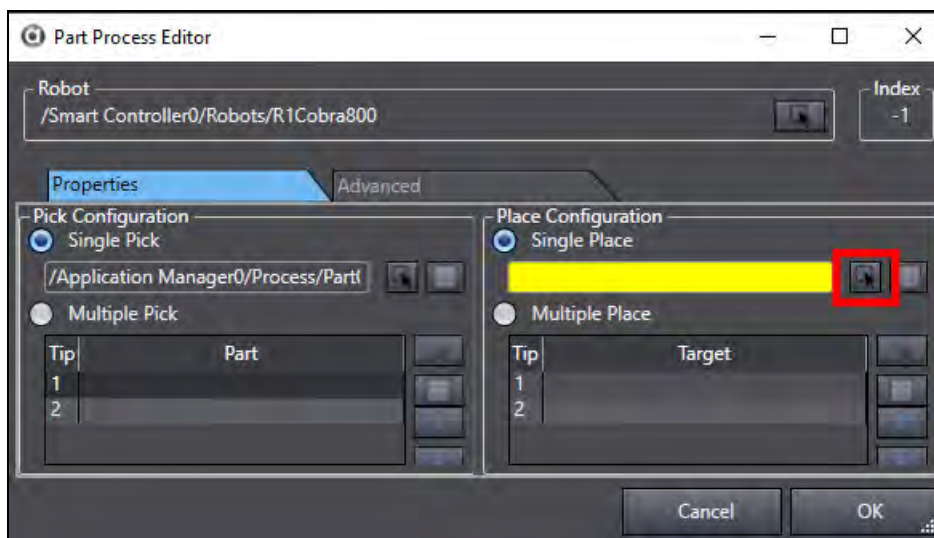 Part Process Editor
Robot
/Smart Controller0/Robots/R1Cobra800
Index
-1
Properties
Advanced
Pick Configuration
Single Pick
/Application Manager0/Process/Part(
Multiple Pick
Tip Part
1
2
Place Configuration
Single Place
Multiple Place
Tip Target
1
2
Cancel
OK